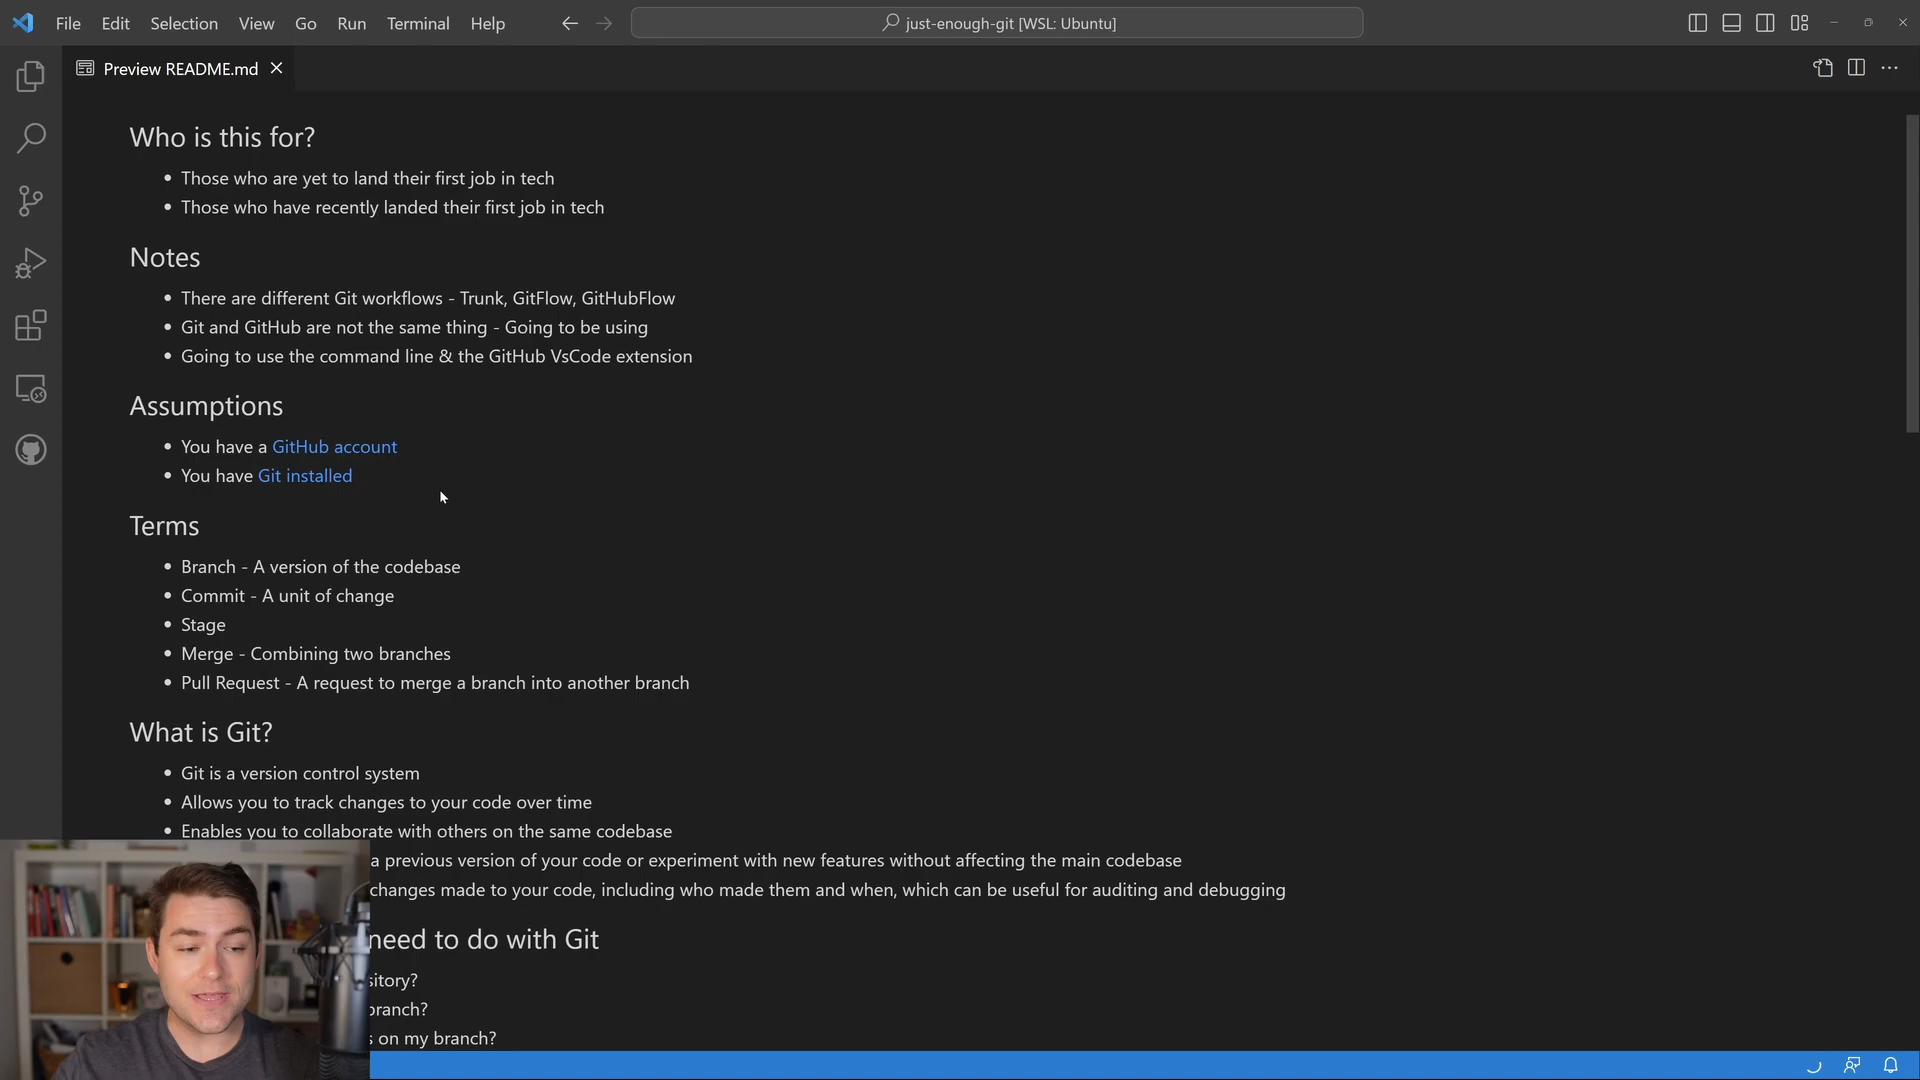 File Edit Selection View Go Run Terminal Help
just-enough-git [WSL: Ubuntu]
Preview README.md
Who is this for?
Those who are yet to land their first job in tech
Those who have recently landed their first job in tech
Notes
There are different Git workflows - Trunk, GitFlow, GitHubFlow
Git and GitHub are not the same thing - Going to be using
Going to use the command line & the GitHub VsCode extension
Assumptions
You have a GitHub account
You have Git installed
Terms
Branch - A version of the codebase
Commit - A unit of change
Stage
Merge - Combining two branches
Pull Request - A request to merge a branch into another branch
What is Git?
Git is a version control system
Allows you to track changes to your code over time
Enables you to collaborate with others on the same codebase
a previous version of your code or experiment with new features without affecting the main codebase
changes made to your code, including who made them and when, which can be useful for auditing and debugging
need to do with Git
sitory?
branch?
s on my branch?